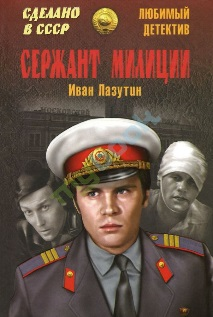 СДЕЛАНО
В СССР
ЛЮБИМЫЙ
ДЕТЕКТИВ
СЕРЖАНТ МИЛИЦИИ
Иван Лазутин